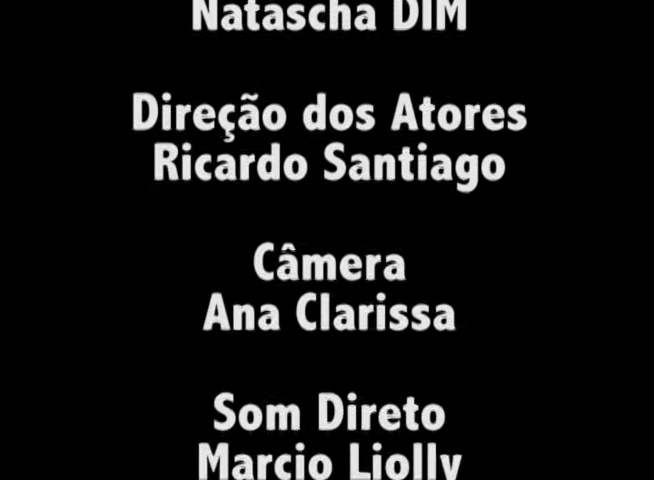 Natascha DIM
Direção dos Atores
Ricardo Santiago
Câmera
Ana Clarissa
Som Direto
Marcio Liolly